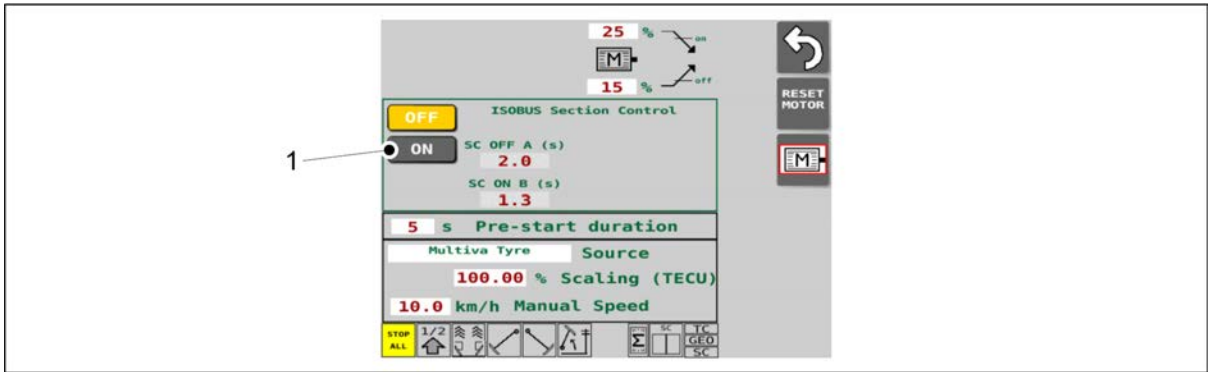 25 % on
M
15 % off
RESET
MOTOR
OFF
ISOBUS Section Control
1
ON
SC OFF A (s)
2.0
M
SC ON B (s)
1.3
5 s Pre-start duration
Multiva Tyre Source
100.00 % Scaling (TECU)
10.0 km/h Manual Speed
STOP
ALL
1/2
Σ
SC
TC
GEO
SC